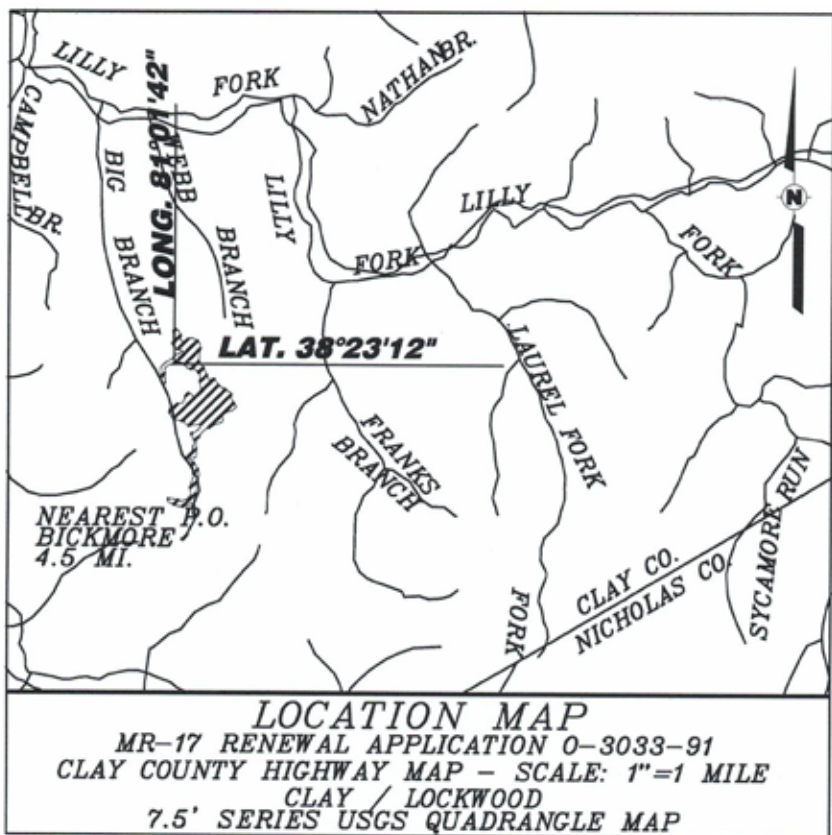 LILLY
FORK
NATHAN BR.
CAMPBELL BR.
BIG
BRANCH
LONG. 81°01'42"
WEBB
BRANCH
LILLY
FORK
LILLY
FORK
N
LAT. 38°23'12"
LAUREL FORK
FRANKS
BRANCH
NEAREST P.O.
BICKMORE
4.5 MI.
FORK
CLAY CO.
NICHOLAS CO.
SYCAMORE RUN
LOCATION MAP
MR-17 RENEWAL APPLICATION O-3033-91
CLAY COUNTY HIGHWAY MAP - SCALE: 1"=1 MILE
CLAY / LOCKWOOD
7.5' SERIES USGS QUADRANGLE MAP